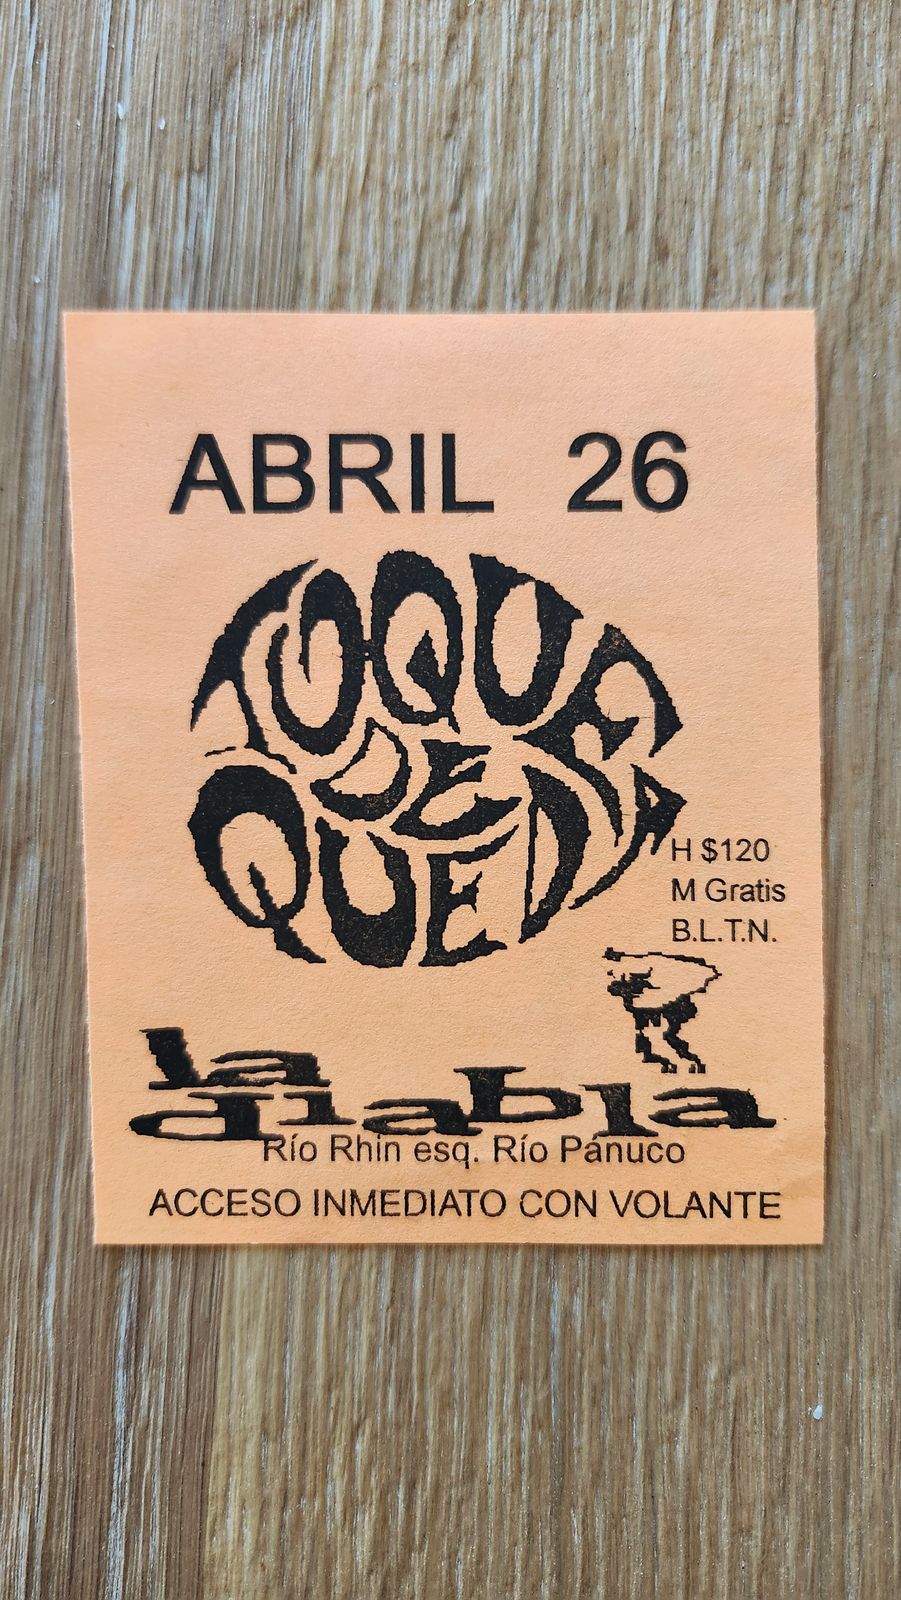 ABRIL 26
TOQUE
DE
QUEDA
H $120
M Gratis
B.L.T.N.
la
diabla
Río Rhin esq. Río Pánuco
ACCESO INMEDIATO CON VOLANTE